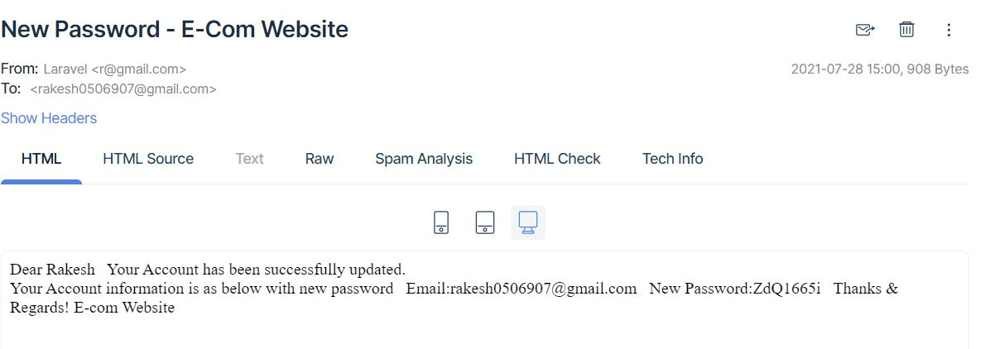 New Password - E-Com Website
From: Laravel <r@gmail.com>
2021-07-28 15:00, 908 Bytes
To: <rakesh0506907@gmail.com>
Show Headers
HTML HTML Source Text Raw Spam Analysis HTML Check Tech Info
Dear Rakesh Your Account has been successfully updated.
Your Account information is as below with new password Email:rakesh0506907@gmail.com New Password:ZdQ1665i Thanks &
Regards! E-com Website